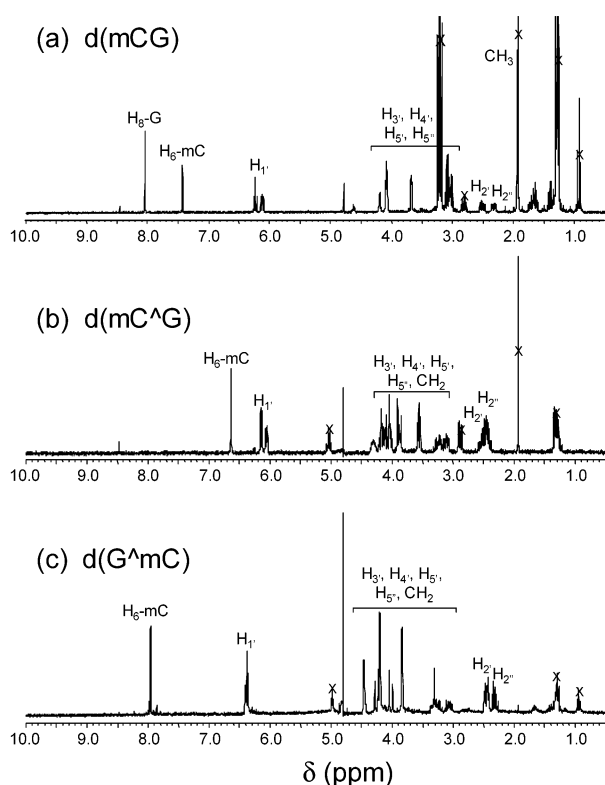 (a) d(mCG)
H₈-G
H₆-mC
H₁'
H₃', H₄',
H₅', H₅''
x
x
CH₃
x
x
x
H₂'
H₂''
10.0 9.0 8.0 7.0 6.0 5.0 4.0 3.0 2.0 1.0
(b) d(mC^G)
H₆-mC
H₁'
x
H₃', H₄', H₅',
H₅'', CH₂
H₂''
H₂'
x
x
x
10.0 9.0 8.0 7.0 6.0 5.0 4.0 3.0 2.0 1.0
(c) d(G^mC)
H₆-mC
H₁'
x
H₃', H₄', H₅',
H₅'', CH₂
H₂'
H₂''
x
x
10.0 9.0 8.0 7.0 6.0 5.0 4.0 3.0 2.0 1.0
δ (ppm)